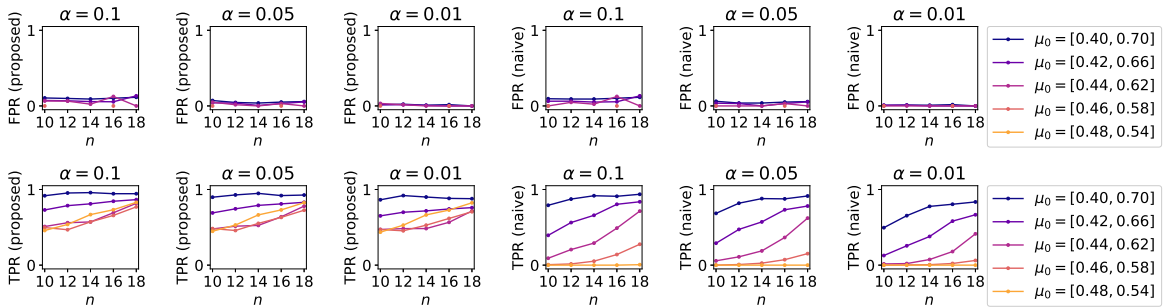 α = 0.1
α = 0.05
α = 0.01
α = 0.1
α = 0.05
α = 0.01
FPR (proposed)
1
0
10 12 14 16 18
n
FPR (proposed)
1
0
10 12 14 16 18
n
FPR (proposed)
1
0
10 12 14 16 18
n
FPR (naive)
1
0
10 12 14 16 18
n
FPR (naive)
1
0
10 12 14 16 18
n
FPR (naive)
1
0
10 12 14 16 18
n
μ₀ = [0.40, 0.70]
μ₀ = [0.42, 0.66]
μ₀ = [0.44, 0.62]
μ₀ = [0.46, 0.58]
μ₀ = [0.48, 0.54]
α = 0.1
α = 0.05
α = 0.01
α = 0.1
α = 0.05
α = 0.01
TPR (proposed)
1
0
10 12 14 16 18
n
TPR (proposed)
1
0
10 12 14 16 18
n
TPR (proposed)
1
0
10 12 14 16 18
n
TPR (naive)
1
0
10 12 14 16 18
n
TPR (naive)
1
0
10 12 14 16 18
n
TPR (naive)
1
0
10 12 14 16 18
n
μ₀ = [0.40, 0.70]
μ₀ = [0.42, 0.66]
μ₀ = [0.44, 0.62]
μ₀ = [0.46, 0.58]
μ₀ = [0.48, 0.54]